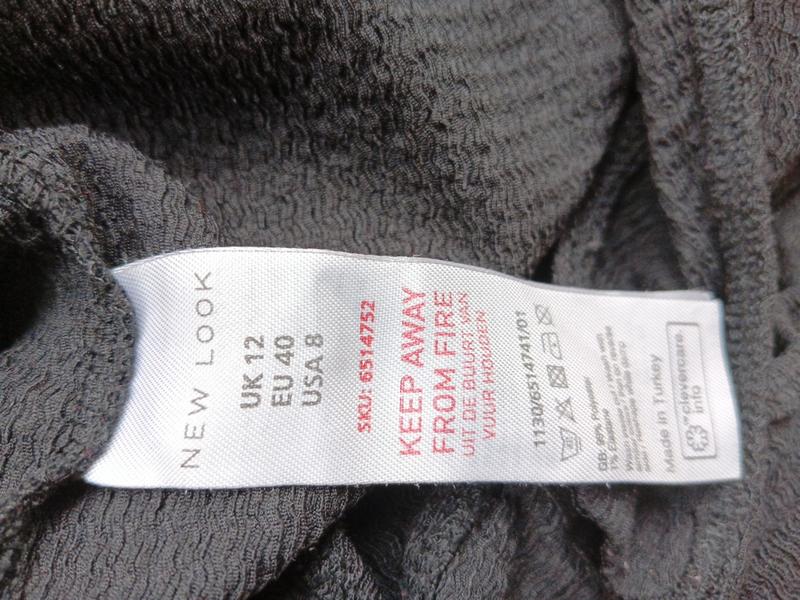 NEW LOOK
UK 12
EU 40
USA 8
SKU: 6514752
KEEP AWAY
FROM FIRE
UIT DE BUURT VAN
VUUR HOUDEN
1130/6514741/01
Made in Turkey
clevercare
info